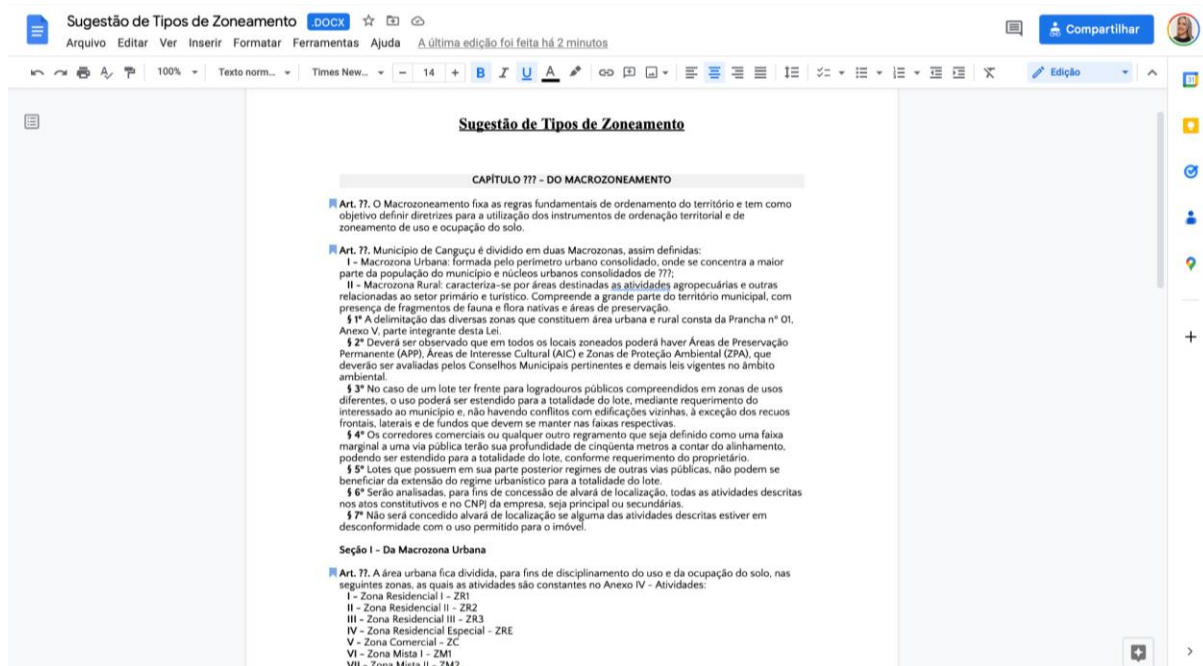 Sugestão de Tipos de Zoneamento .DOCX
Arquivo Editar Ver Inserir Formatar Ferramentas Ajuda A última edição foi feita há 2 minutos
Compartilhar
100% Texto norm... Times New... – 14 + B I U A Edição
31
Sugestão de Tipos de Zoneamento
CAPÍTULO ??? – DO MACROZONEAMENTO
Art. ??. O Macrozoneamento fixa as regras fundamentais de ordenamento do território e tem como
objetivo definir diretrizes para a utilização dos instrumentos de ordenação territorial e de
zoneamento de uso e ocupação do solo.
Art. ??. Município de Canguçu é dividido em duas Macrozonas, assim definidas:
I – Macrozona Urbana: formada pelo perímetro urbano consolidado, onde se concentra a maior
parte da população do município e núcleos urbanos consolidados de ???;
II – Macrozona Rural: caracteriza-se por áreas destinadas as atividades agropecuárias e outras
relacionadas ao setor primário e turístico. Compreende a grande parte do território municipal, com
presença de fragmentos de fauna e flora nativas e áreas de preservação.
§ 1º A delimitação das diversas zonas que constituem área urbana e rural consta da Prancha nº 01,
Anexo V, parte integrante desta Lei.
§ 2º Deverá ser observado que em todos os locais zoneados poderá haver Áreas de Preservação
Permanente (APP), Áreas de Interesse Cultural (AIC) e Zonas de Proteção Ambiental (ZPA), que
deverão ser avaliadas pelos Conselhos Municipais pertinentes e demais leis vigentes no âmbito
ambiental.
§ 3º No caso de um lote ter frente para logradouros públicos compreendidos em zonas de usos
diferentes, o uso poderá ser estendido para a totalidade do lote, mediante requerimento do
interessado ao município e, não havendo conflitos com edificações vizinhas, à exceção dos recuos
frontais, laterais e de fundos que devem se manter nas faixas respectivas.
§ 4º Os corredores comerciais ou qualquer outro regramento que seja definido como uma faixa
marginal a uma via pública terão sua profundidade de cinqüenta metros a contar do alinhamento,
podendo ser estendido para a totalidade do lote, conforme requerimento do proprietário.
§ 5º Lotes que possuem em sua parte posterior regimes de outras vias públicas, não podem se
beneficiar da extensão do regime urbanístico para a totalidade do lote.
§ 6º Serão analisadas, para fins de concessão de alvará de localização, todas as atividades descritas
nos atos constitutivos e no CNPJ da empresa, seja principal ou secundárias.
§ 7º Não será concedido alvará de localização se alguma das atividades descritas estiver em
desconformidade com o uso permitido para o imóvel.
Seção I – Da Macrozona Urbana
Art. ??. A área urbana fica dividida, para fins de disciplinamento do uso e da ocupação do solo, nas
seguintes zonas, as quais as atividades são constantes no Anexo IV – Atividades:
I – Zona Residencial I – ZR1
II – Zona Residencial II – ZR2
III – Zona Residencial III – ZR3
IV – Zona Residencial Especial – ZRE
V – Zona Comercial – ZC
VI – Zona Mista I – ZM1
VII – Zona Mista II – ZM2